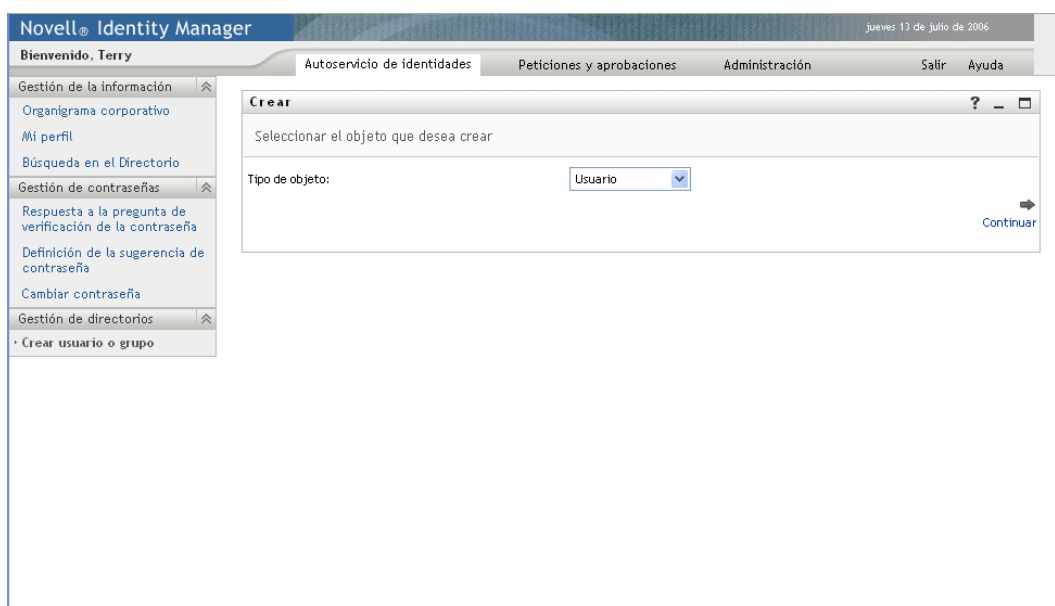 Novell® Identity Manager
jueves 13 de julio de 2006
Bienvenido, Terry
Autoservicio de identidades
Peticiones y aprobaciones
Administración
Salir
Ayuda
Gestión de la información
Organigrama corporativo
Mi perfil
Búsqueda en el Directorio
Gestión de contraseñas
Respuesta a la pregunta de
verificación de la contraseña
Definición de la sugerencia de
contraseña
Cambiar contraseña
Gestión de directorios
Crear usuario o grupo
Crear
?
Seleccionar el objeto que desea crear
Tipo de objeto:
Usuario
Continuar